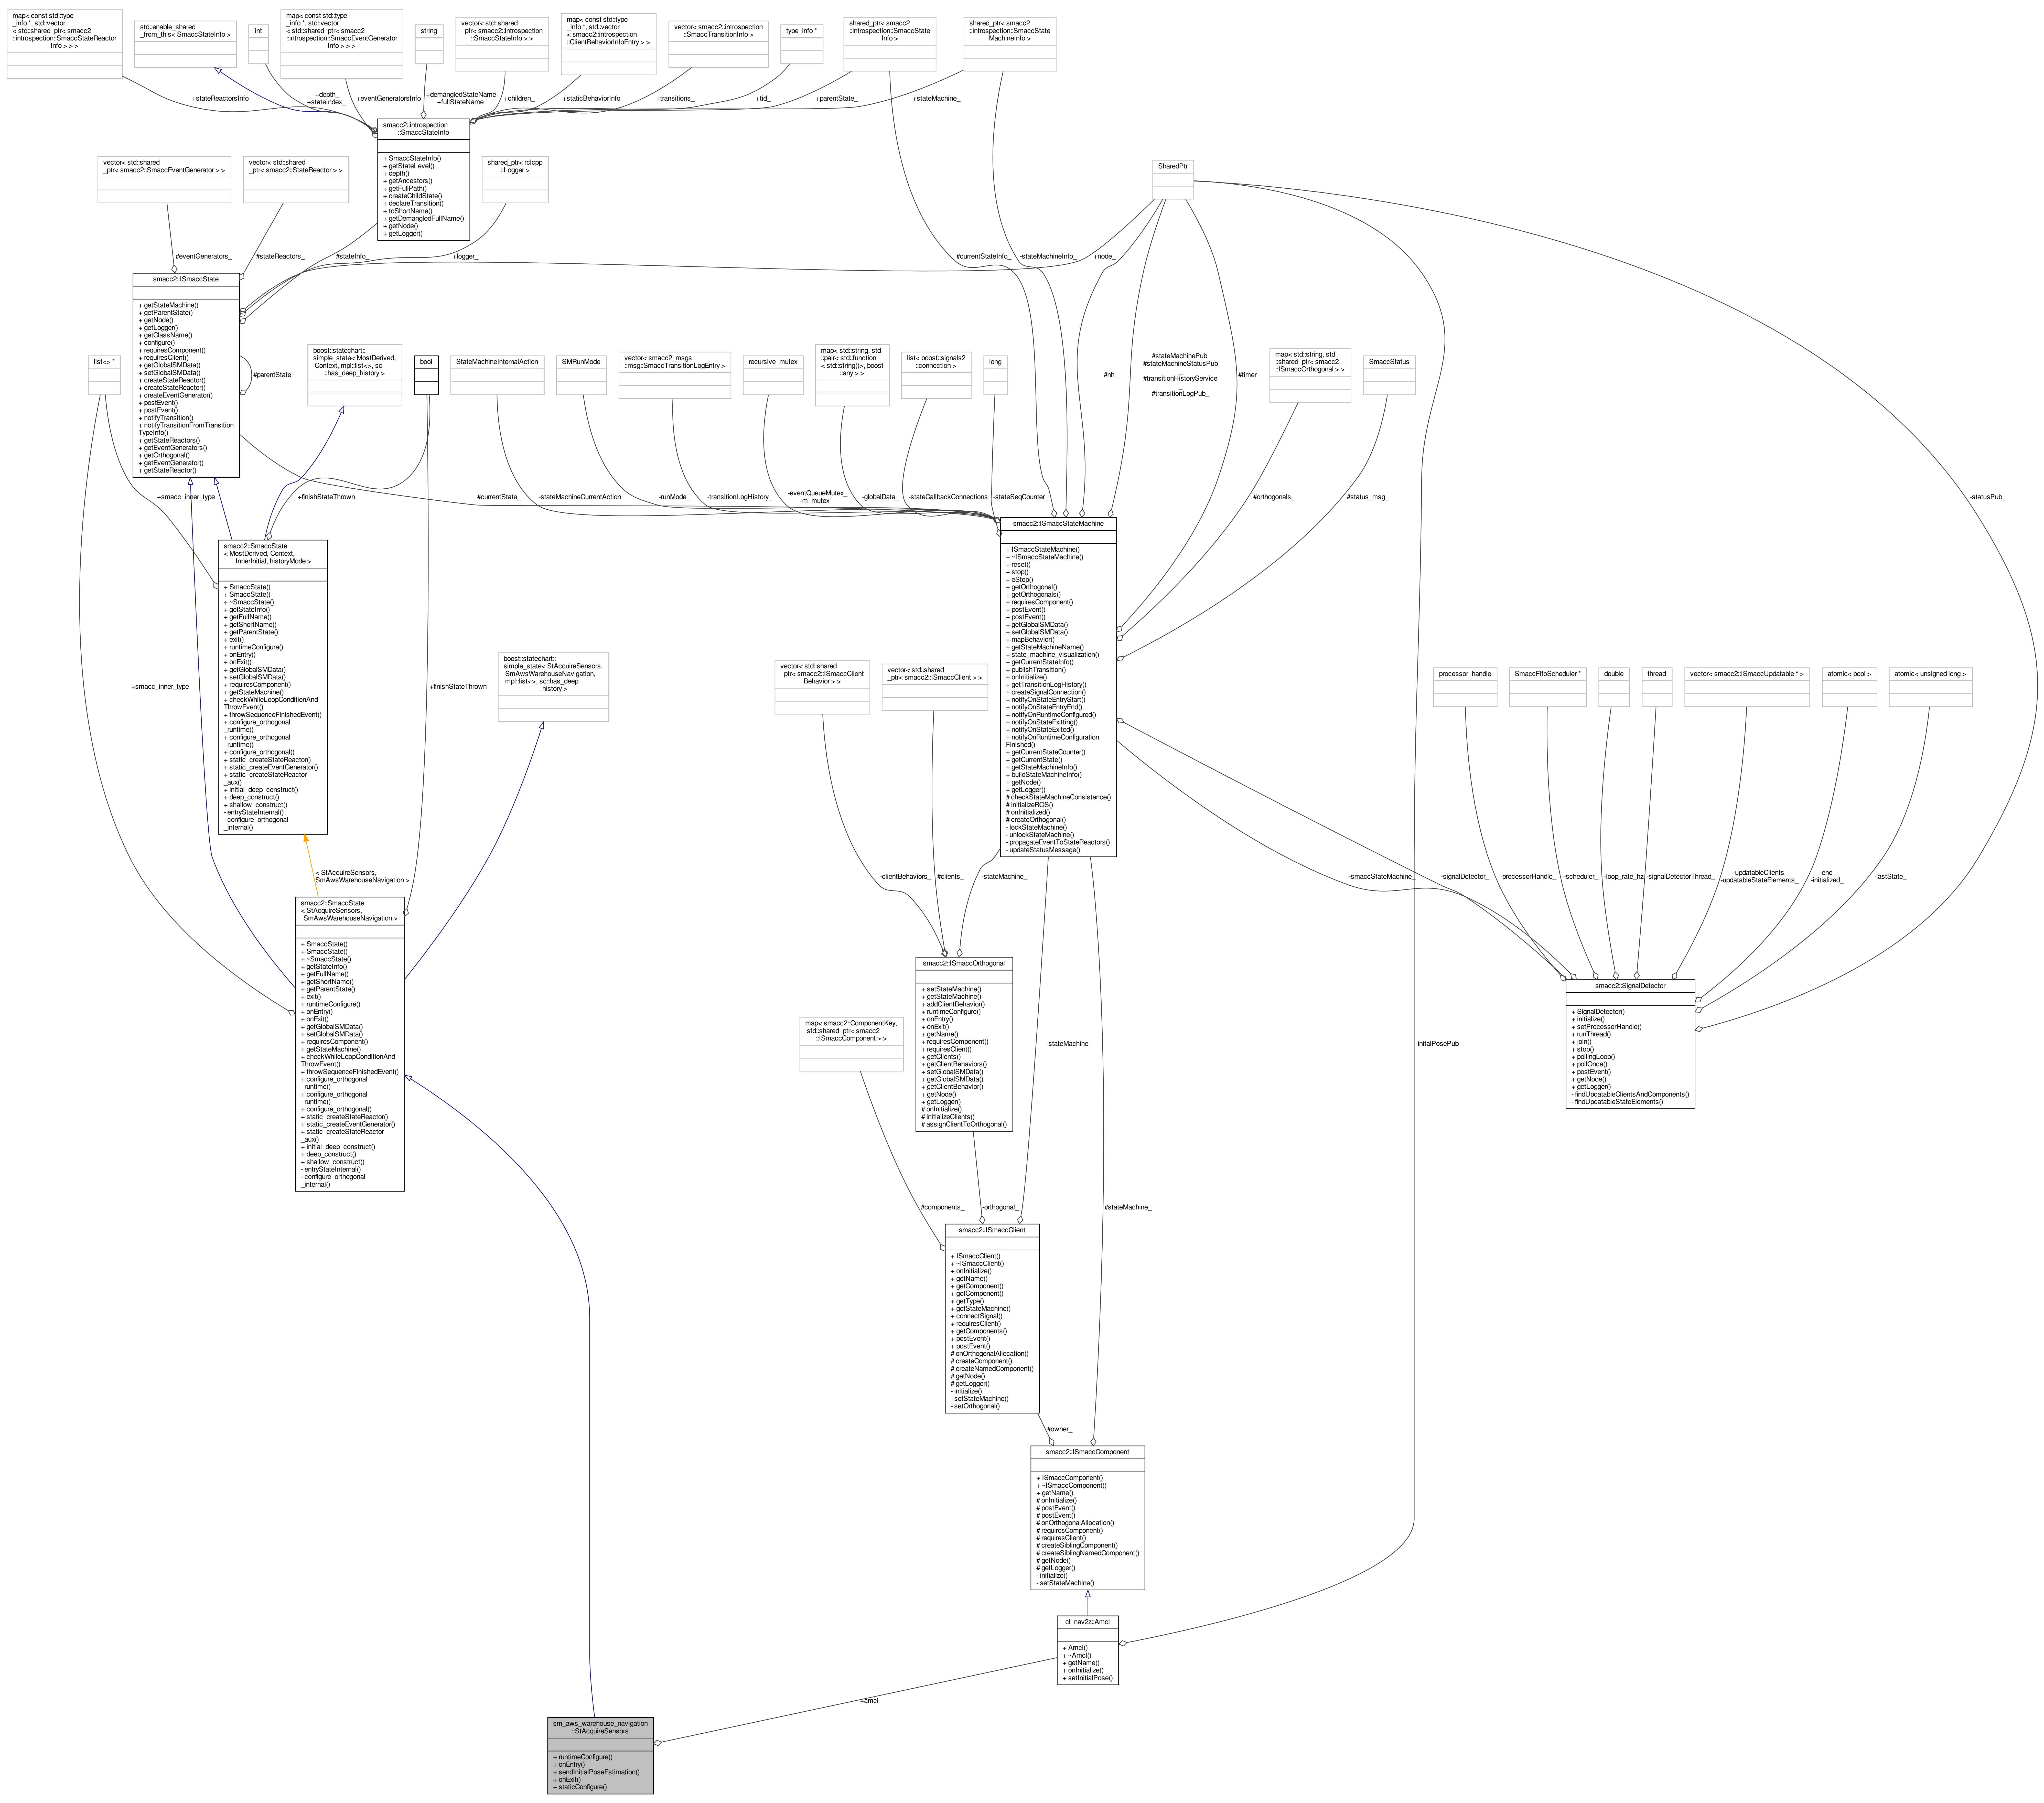 map< const std::type
_info *, std::vector
< std::shared_ptr< smacc2
::introspection::SmaccStateReactor
Info > > >
std::enable_shared
_from_this< SmaccStateInfo >
int
map< const std::type
_info *, std::vector
< std::shared_ptr< smacc2
::introspection::SmaccEventGenerator
Info > > >
string
vector< std::shared
_ptr< smacc2::introspection
::SmaccStateInfo > >
map< const std::type
_info *, std::vector
< smacc2::introspection
::ClientBehaviorInfoEntry > >
vector< smacc2::introspection
::SmaccTransitionInfo >
type_info *
shared_ptr< smacc2
::introspection::SmaccState
Info >
shared_ptr< smacc2
::introspection::SmaccState
MachineInfo >
+stateReactorsInfo
+depth_
+stateIndex_
+eventGeneratorsInfo
+demangledStateName
+fullStateName
+children_
+staticBehaviorInfo
+transitions_
+tid_
+parentState_
+stateMachine_
smacc2::introspection
::SmaccStateInfo
+ SmaccStateInfo()
+ getStateLevel()
+ depth()
+ getAncestors()
+ getFullPath()
+ createChildState()
+ declareTransition()
+ toShortName()
+ getDemangledFullName()
+ getNode()
+ getLogger()
vector< std::shared
_ptr< smacc2::SmaccEventGenerator > >
vector< std::shared
_ptr< smacc2::StateReactor > >
shared_ptr< rclcpp
::Logger >
SharedPtr
#eventGenerators_
#stateReactors_
#stateInfo_
+logger_
#currentStateInfo_
-stateMachineInfo_
+node_
smacc2::ISmaccState
+ getStateMachine()
+ getParentState()
+ getNode()
+ getLogger()
+ getClassName()
+ configure()
+ requiresComponent()
+ requiresClient()
+ getGlobalSMData()
+ setGlobalSMData()
+ createStateReactor()
+ createStateReactor()
+ createEventGenerator()
+ postEvent()
+ postEvent()
+ notifyTransition()
+ notifyTransitionFromTransition
TypeInfo()
+ getStateReactors()
+ getEventGenerators()
+ getOrthogonal()
+ getEventGenerator()
+ getStateReactor()
#parentState_
list<> *
boost::statechart::
simple_state< MostDerived,
Context, mpl::list<>, sc
::has_deep_history >
bool
StateMachineInternalAction
SMRunMode
vector< smacc2_msgs
::msg::SmaccTransitionLogEntry >
recursive_mutex
map< std::string, std
::pair< std::function
< std::string()>, boost
::any > >
list< boost::signals2
::connection >
long
#nh_
#stateMachinePub_
#stateMachineStatusPub
_
#transitionHistoryService
_
#transitionLogPub_
#timer_
map< std::string, std
::shared_ptr< smacc2
::ISmaccOrthogonal > >
SmaccStatus
+smacc_inner_type
+finishStateThrown
#currentState_
-stateMachineCurrentAction
-runMode_
-transitionLogHistory_
-eventQueueMutex_
-m_mutex_
-globalData_
-stateCallbackConnections
-stateSeqCounter_
#orthogonals_
#status_msg_
-statusPub_
smacc2::SmaccState
< MostDerived, Context,
InnerInitial, historyMode >
+ SmaccState()
+ SmaccState()
+ ~SmaccState()
+ getStateInfo()
+ getFullName()
+ getShortName()
+ getParentState()
+ exit()
+ runtimeConfigure()
+ onEntry()
+ onExit()
+ getGlobalSMData()
+ setGlobalSMData()
+ requiresComponent()
+ getStateMachine()
+ checkWhileLoopConditionAnd
ThrowEvent()
+ throwSequenceFinishedEvent()
+ configure_orthogonal
_runtime()
+ configure_orthogonal
_runtime()
+ configure_orthogonal()
+ static_createStateReactor()
+ static_createEventGenerator()
+ static_createStateReactor
_aux()
+ initial_deep_construct()
+ deep_construct()
+ shallow_construct()
- entryStateInternal()
- configure_orthogonal
_internal()
smacc2::ISmaccStateMachine
+ ISmaccStateMachine()
+ ~ISmaccStateMachine()
+ reset()
+ stop()
+ eStop()
+ getOrthogonal()
+ getOrthogonals()
+ requiresComponent()
+ postEvent()
+ postEvent()
+ getGlobalSMData()
+ setGlobalSMData()
+ mapBehavior()
+ getStateMachineName()
+ state_machine_visualization()
+ getCurrentStateInfo()
+ publishTransition()
+ onInitialize()
+ getTransitionLogHistory()
+ createSignalConnection()
+ notifyOnStateEntryStart()
+ notifyOnStateEntryEnd()
+ notifyOnRuntimeConfigured()
+ notifyOnStateExitting()
+ notifyOnStateExited()
+ notifyOnRuntimeConfiguration
Finished()
+ getCurrentStateCounter()
+ getCurrentState()
+ getStateMachineInfo()
+ buildStateMachineInfo()
+ getNode()
+ getLogger()
# checkStateMachineConsistence()
# initializeROS()
# onInitialized()
# createOrthogonal()
- lockStateMachine()
- unlockStateMachine()
- propagateEventToStateReactors()
- updateStatusMessage()
+smacc_inner_type
+finishStateThrown
boost::statechart::
simple_state< StAcquireSensors,
SmAwsWarehouseNavigation,
mpl::list<>, sc::has_deep
_history >
vector< std::shared
_ptr< smacc2::ISmaccClient
Behavior > >
vector< std::shared
_ptr< smacc2::ISmaccClient > >
processor_handle
SmaccFifoScheduler *
double
thread
vector< smacc2::ISmaccUpdatable * >
atomic< bool >
atomic< unsigned long >
< StAcquireSensors,
SmAwsWarehouseNavigation >
-clientBehaviors_
#clients_
-stateMachine_
-smaccStateMachine_
-signalDetector_
-processorHandle_
-scheduler_
-loop_rate_hz
-signalDetectorThread_
-updatableClients_
-updatableStateElements_
-end_
-initialized_
-lastState_
smacc2::SmaccState
< StAcquireSensors,
SmAwsWarehouseNavigation >
+ SmaccState()
+ SmaccState()
+ ~SmaccState()
+ getStateInfo()
+ getFullName()
+ getShortName()
+ getParentState()
+ exit()
+ runtimeConfigure()
+ onEntry()
+ onExit()
+ getGlobalSMData()
+ setGlobalSMData()
+ requiresComponent()
+ getStateMachine()
+ checkWhileLoopConditionAnd
ThrowEvent()
+ throwSequenceFinishedEvent()
+ configure_orthogonal
_runtime()
+ configure_orthogonal
_runtime()
+ configure_orthogonal()
+ static_createStateReactor()
+ static_createEventGenerator()
+ static_createStateReactor
_aux()
+ initial_deep_construct()
+ deep_construct()
+ shallow_construct()
- entryStateInternal()
- configure_orthogonal
_internal()
smacc2::ISmaccOrthogonal
+ setStateMachine()
+ getStateMachine()
+ addClientBehavior()
+ runtimeConfigure()
+ onEntry()
+ onExit()
+ getName()
+ requiresComponent()
+ requiresClient()
+ getClients()
+ getClientBehaviors()
+ setGlobalSMData()
+ getGlobalSMData()
+ getClientBehavior()
+ getNode()
+ getLogger()
# onInitialize()
# initializeClients()
# assignClientToOrthogonal()
smacc2::SignalDetector
+ SignalDetector()
+ initialize()
+ setProcessorHandle()
+ runThread()
+ join()
+ stop()
+ pollingLoop()
+ pollOnce()
+ postEvent()
+ getNode()
+ getLogger()
- findUpdatableClientsAndComponents()
- findUpdatableStateElements()
map< smacc2::ComponentKey,
std::shared_ptr< smacc2
::ISmaccComponent > >
-stateMachine_
-initalPosePub_
#components_
-orthogonal_
#stateMachine_
smacc2::ISmaccClient
+ ISmaccClient()
+ ~ISmaccClient()
+ onInitialize()
+ getName()
+ getComponent()
+ getComponent()
+ getType()
+ getStateMachine()
+ connectSignal()
+ requiresClient()
+ getComponents()
+ postEvent()
+ postEvent()
# onOrthogonalAllocation()
# createComponent()
# createNamedComponent()
# getNode()
# getLogger()
- initialize()
- setStateMachine()
- setOrthogonal()
#owner_
smacc2::ISmaccComponent
+ ISmaccComponent()
+ ~ISmaccComponent()
+ getName()
# onInitialize()
# postEvent()
# postEvent()
# onOrthogonalAllocation()
# requiresComponent()
# requiresClient()
# createSiblingComponent()
# createSiblingNamedComponent()
# getNode()
# getLogger()
- initialize()
- setStateMachine()
cl_nav2z::Amcl
+ Amcl()
+ ~Amcl()
+ getName()
+ onInitialize()
+ setInitialPose()
+amcl_
sm_aws_warehouse_navigation
::StAcquireSensors
+ runtimeConfigure()
+ onEntry()
+ sendInitialPoseEstimation()
+ onExit()
+ staticConfigure()